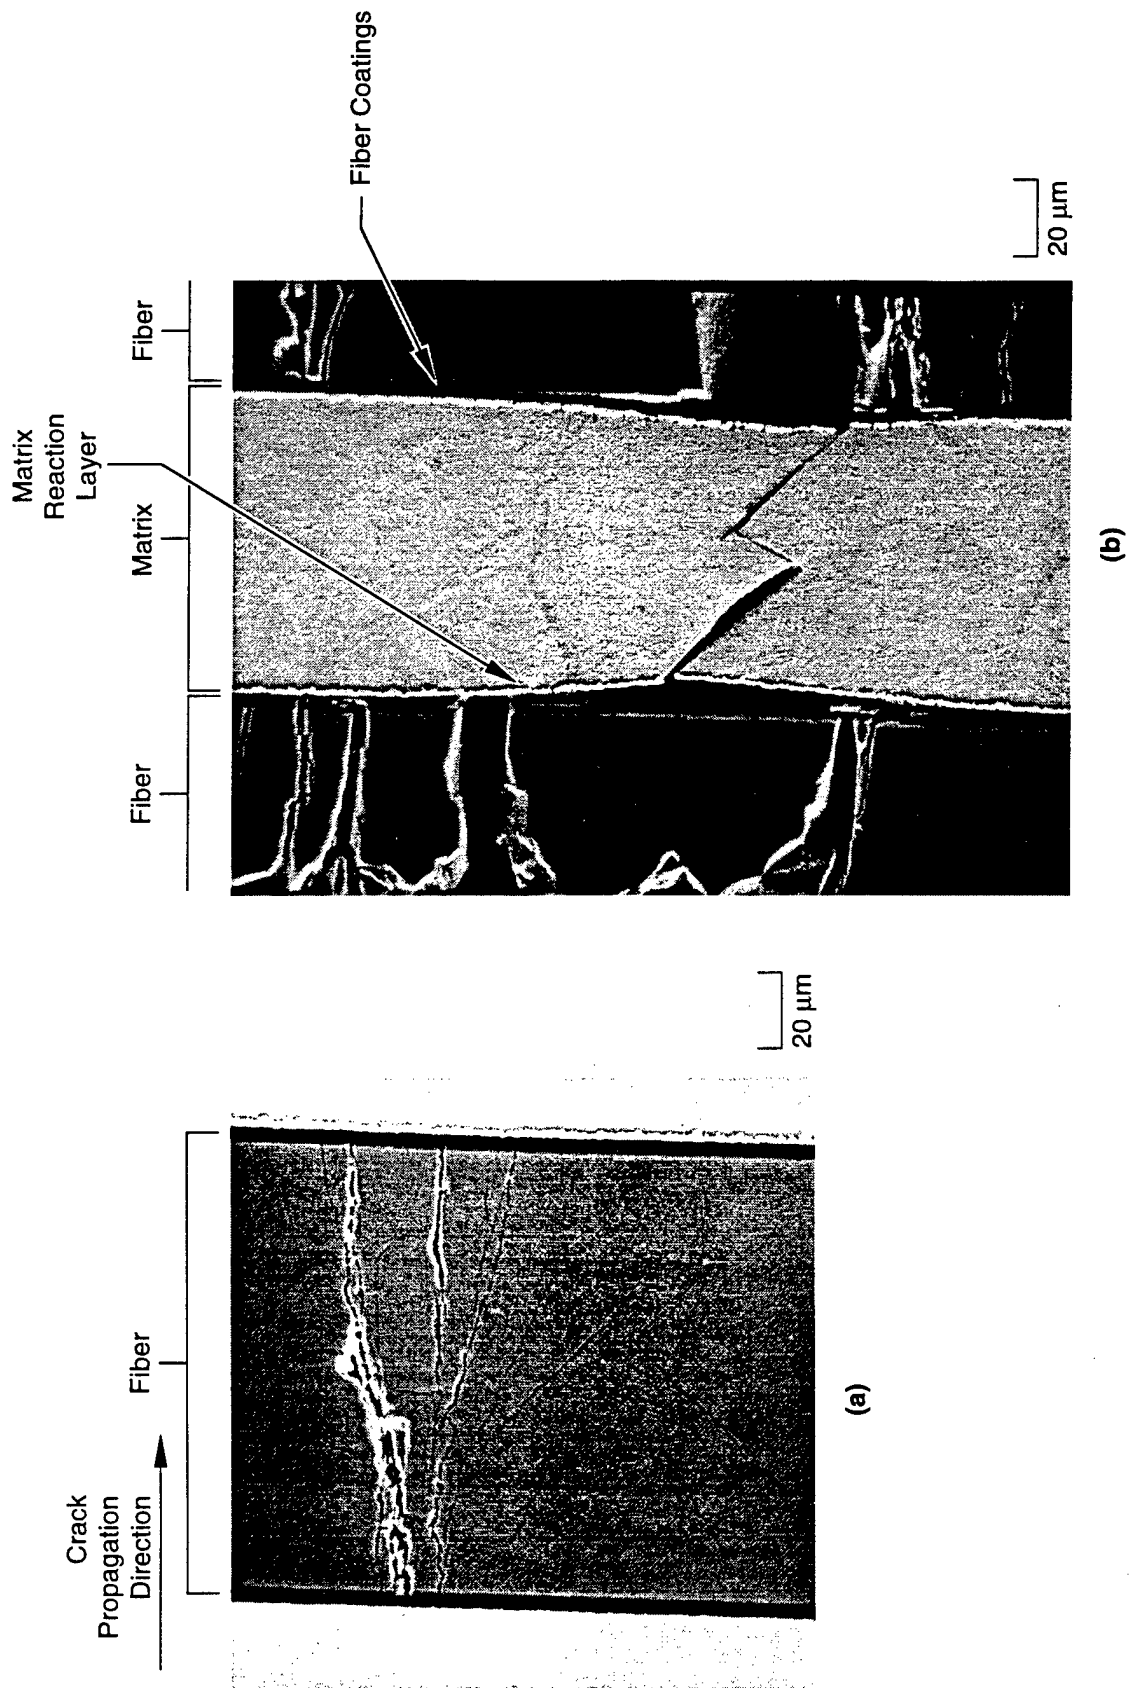 Crack
Propagation
Direction
Fiber
20 μm
(a)
Fiber
Matrix
Matrix
Reaction
Layer
Fiber
Fiber Coatings
20 μm
(b)